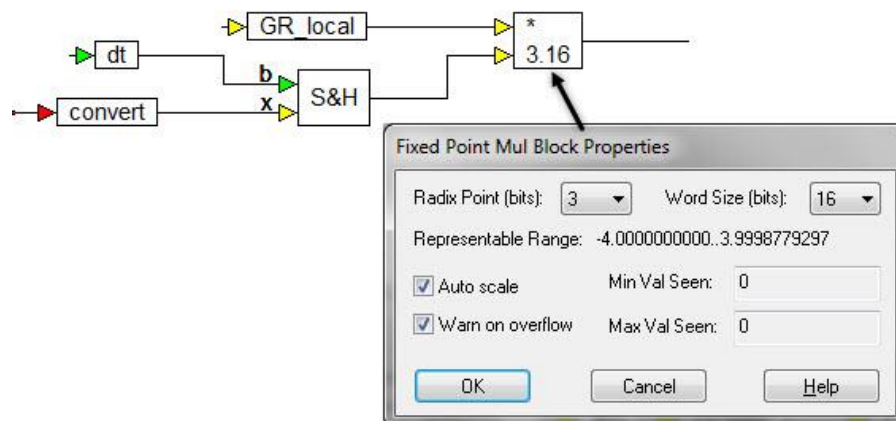 GR_local
*
3.16
dt
b
S&H
x
convert
Fixed Point Mul Block Properties
Radix Point (bits): 3 Word Size (bits): 16
Representable Range: -4.0000000000..3.9998779297
Auto scale Min Val Seen: 0
Warn on overflow Max Val Seen: 0
OK Cancel Help